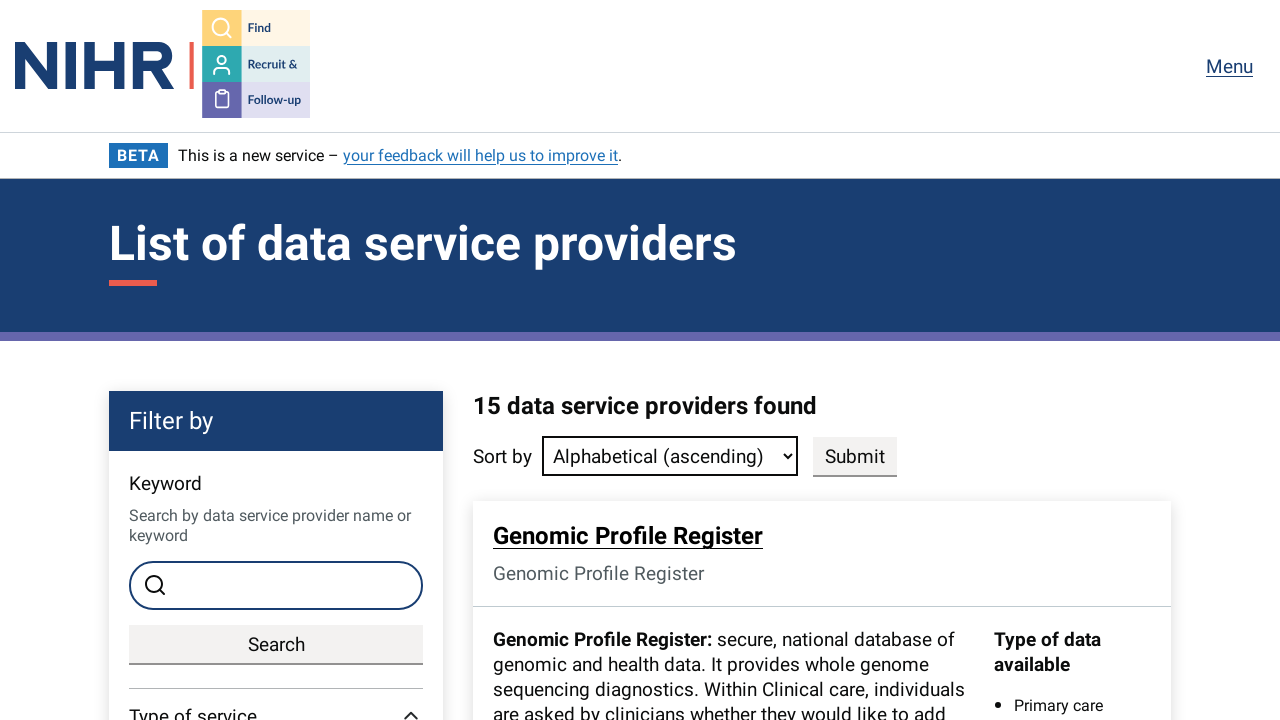 NIHR
Find
Recruit &
Follow-up
Menu
BETA
This is a new service – your feedback will help us to improve it.
List of data service providers
Filter by
Keyword
Search by data service provider name or
keyword
Search
Type of service
15 data service providers found
Sort by
Alphabetical (ascending)
Submit
Genomic Profile Register
Genomic Profile Register
Genomic Profile Register: secure, national database of
genomic and health data. It provides whole genome
sequencing diagnostics. Within Clinical care, individuals
are asked by clinicians whether they would like to add
Type of data
available
Primary care